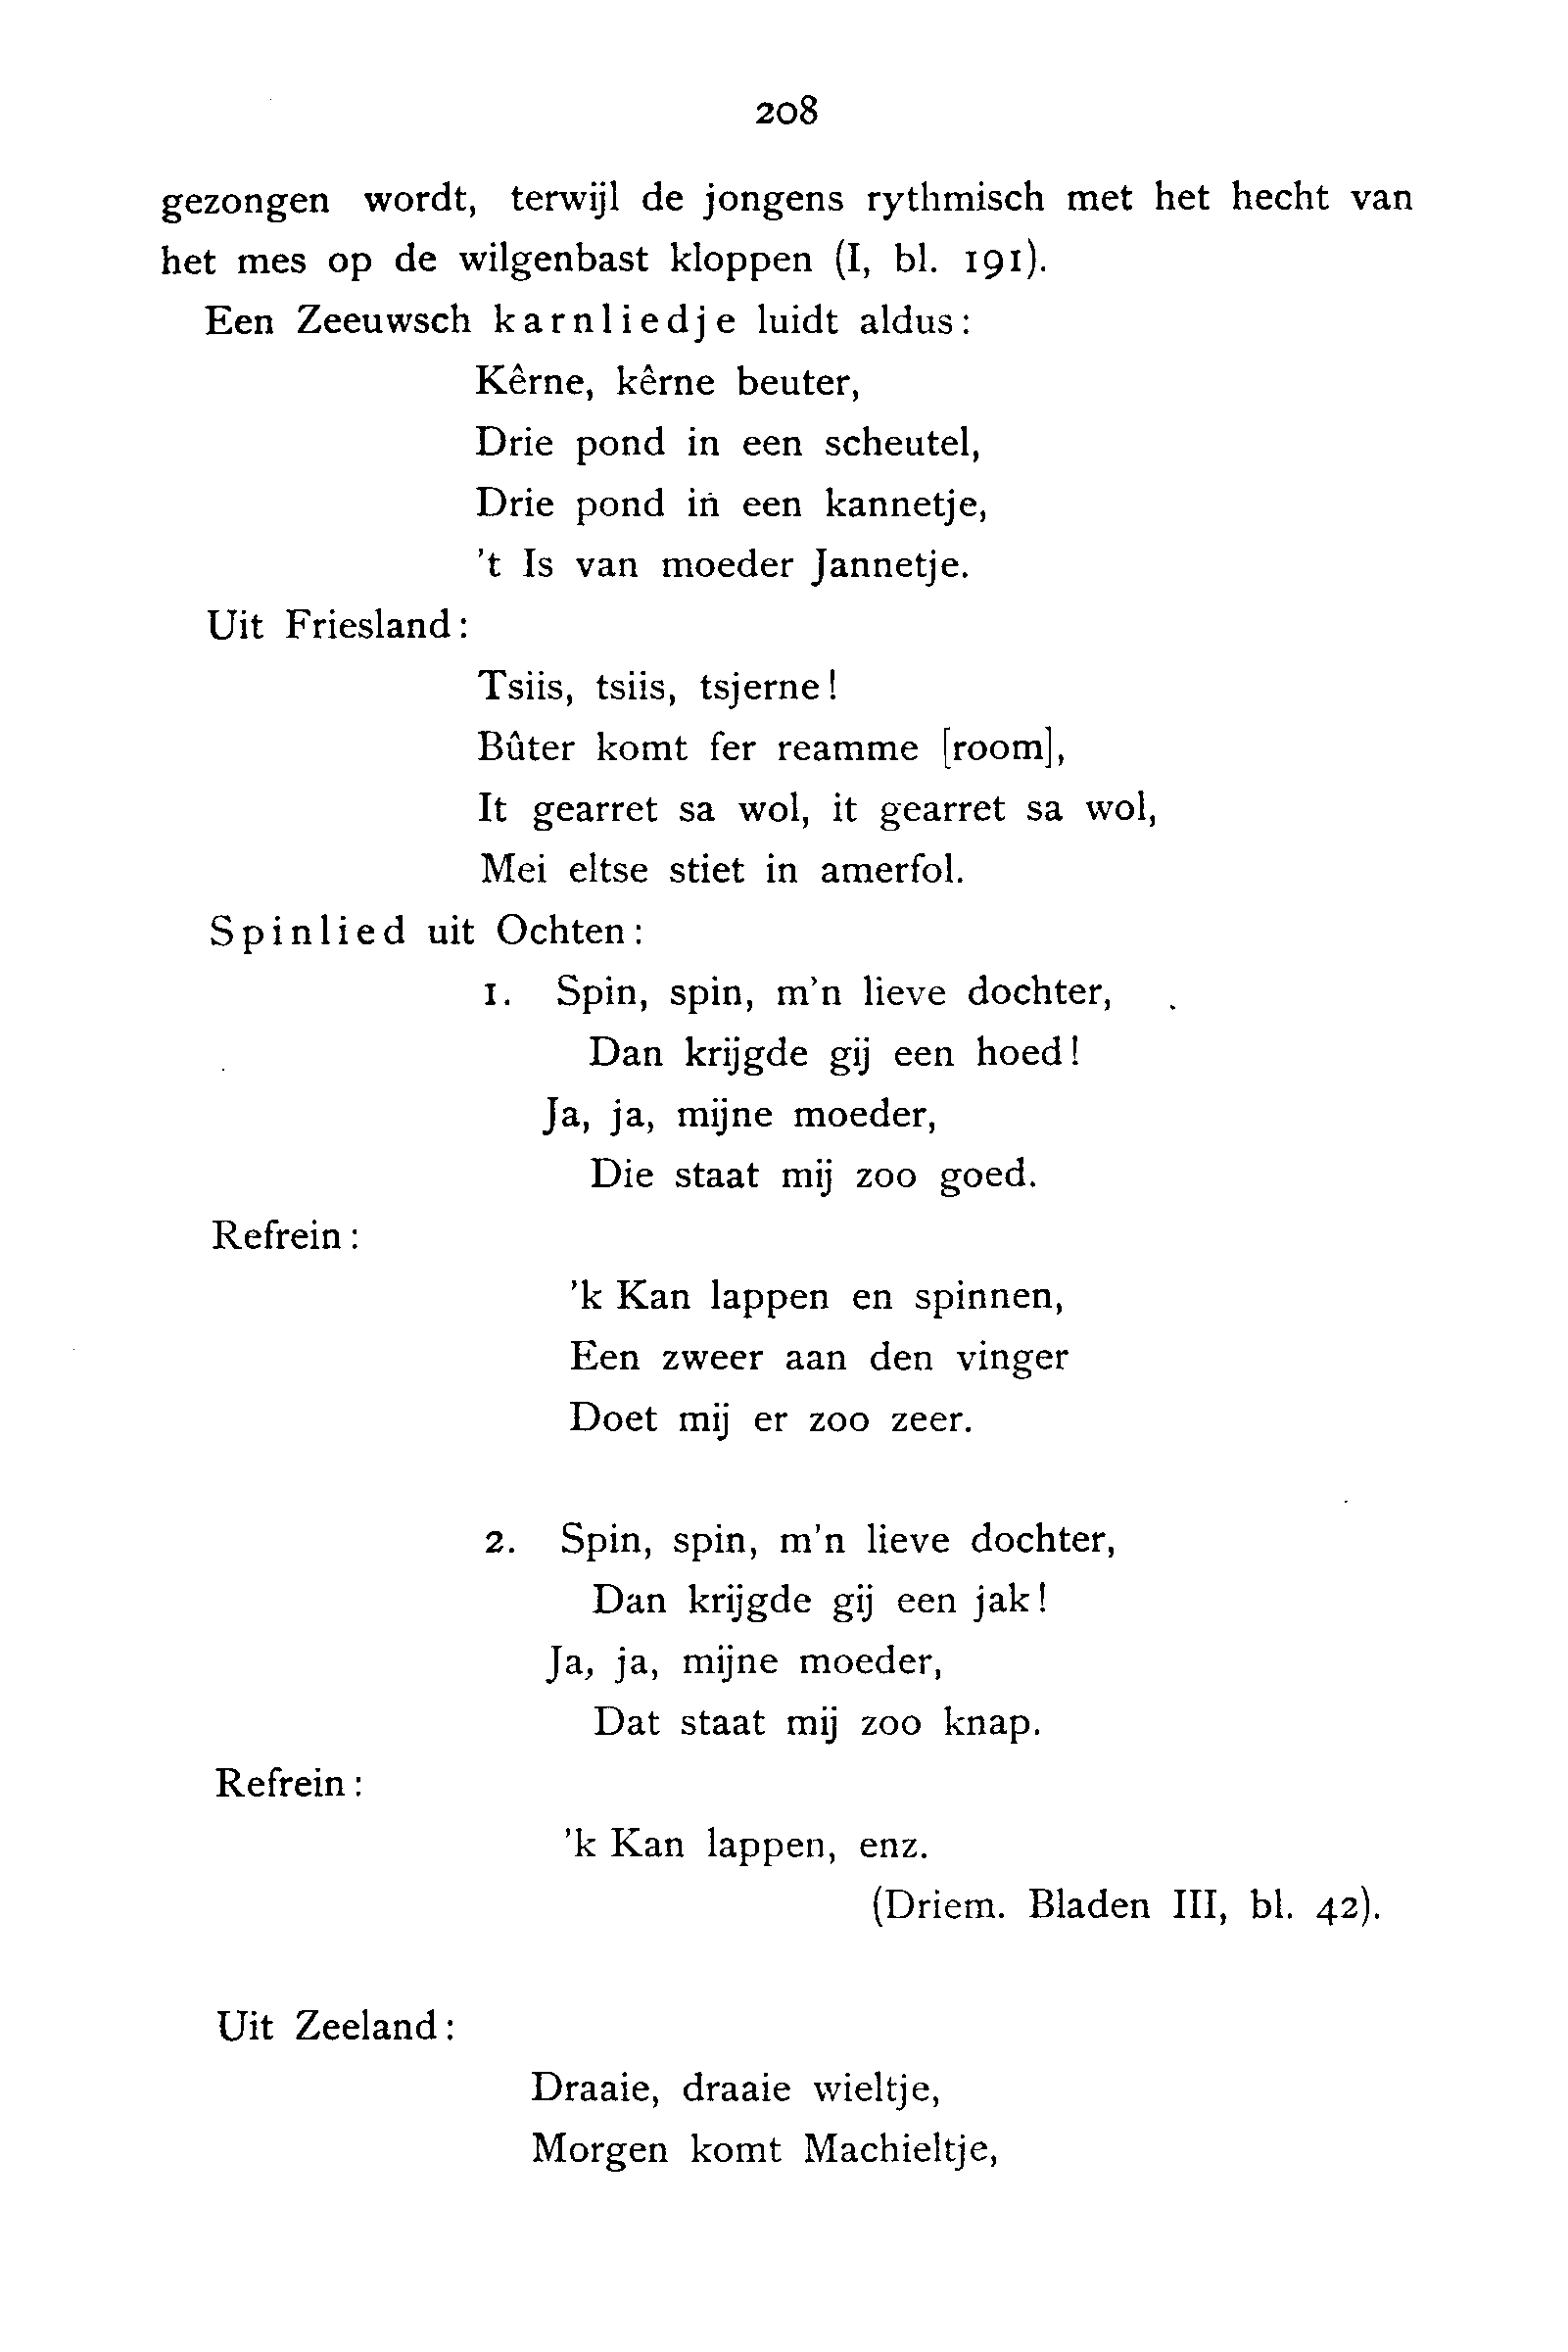 208
gezongen wordt, terwijl de jongens rythmisch met het hecht van
het mes op de wilgenbast kloppen (I, bl. 191).
Een Zeeuwsch karnliedje luidt aldus:
Kêrne, kêrne beuter,
Drie pond in een scheutel,
Drie pond in een kannetje,
't Is van moeder Jannetje.
Uit Friesland:
Tsiis, tsiis, tsjerne!
Bûter komt fer reamme [room],
It gearret sa wol, it gearret sa wol,
Mei eltse stiet in amerfol.
Spinlied uit Ochten:
1. Spin, spin, m'n lieve dochter,
Dan krijgde gij een hoed!
Ja, ja, mijne moeder,
Die staat mij zoo goed.
Refrein:
'k Kan lappen en spinnen,
Een zweer aan den vinger
Doet mij er zoo zeer.
2. Spin, spin, m'n lieve dochter,
Dan krijgde gij een jak!
Ja, ja, mijne moeder,
Dat staat mij zoo knap.
Refrein:
'k Kan lappen, enz.
(Driem. Bladen III, bl. 42).
Uit Zeeland:
Draaie, draaie wieltje,
Morgen komt Machieltje,